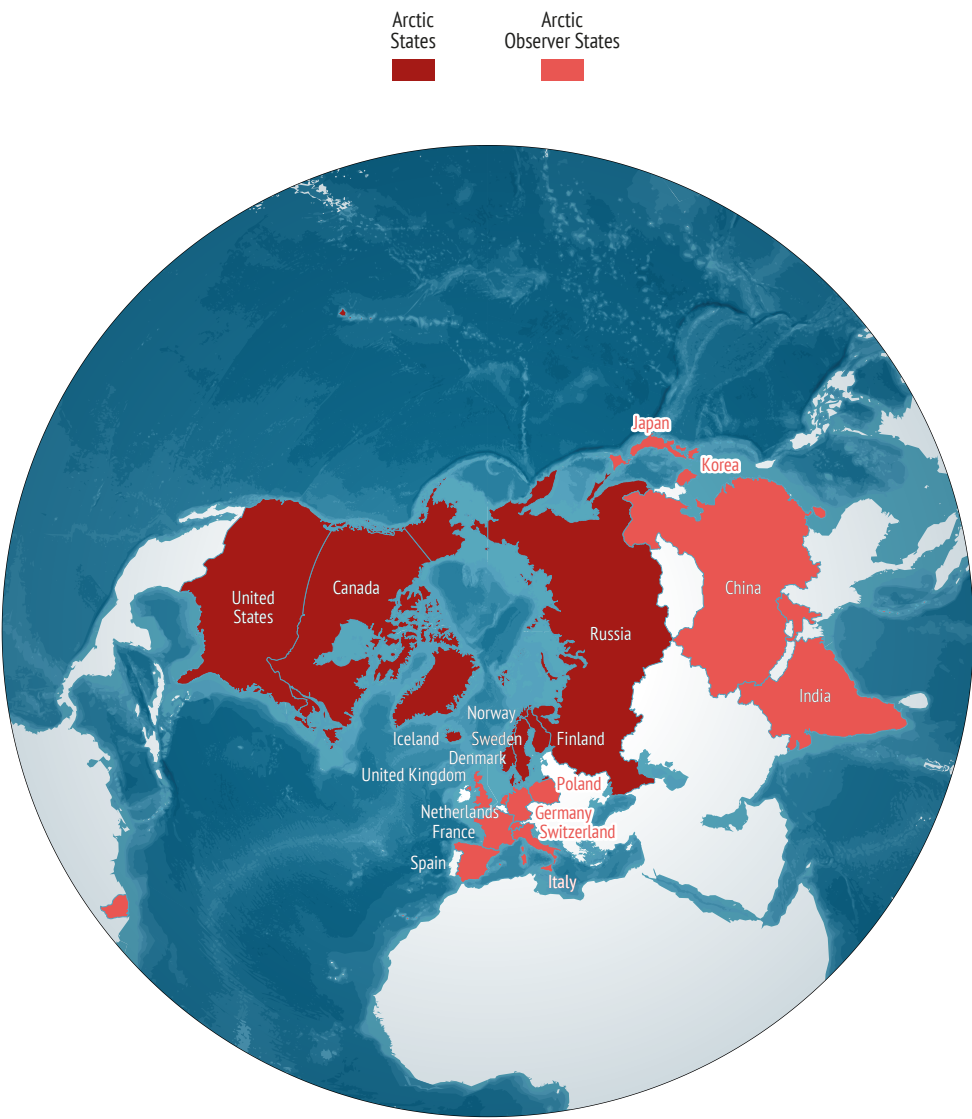 Arctic
States
Arctic
Observer States
Japan
Korea
United
States
Canada
China
Russia
India
Norway
Iceland
Sweden
Finland
Denmark
United Kingdom
Poland
Netherlands
Germany
France
Switzerland
Spain
Italy